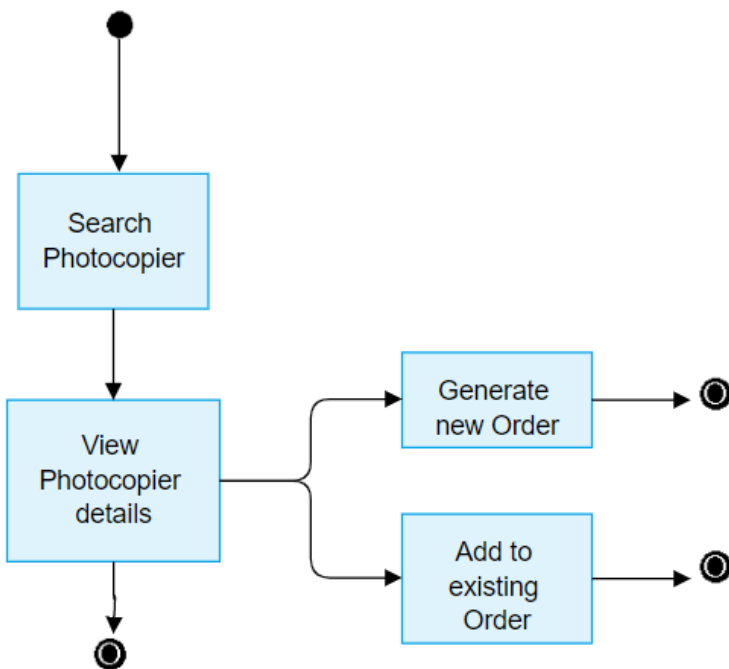 Search
Photocopier
View
Photocopier
details
Generate
new Order
Add to
existing
Order